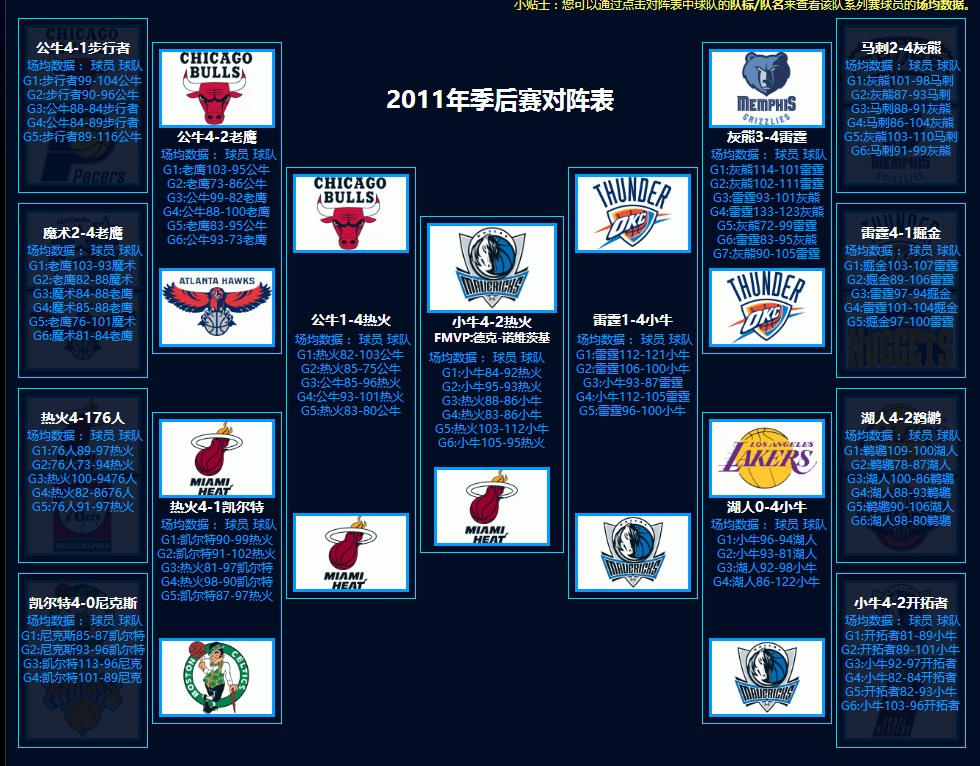 小贴士：您可以通过点击对阵表中球队的队标/队名来查看该队系列赛球员的场均数据。
2011年季后赛对阵表
公牛4-1步行者
场均数据： 球员 球队
G1:步行者99-104公牛
G2:步行者90-96公牛
G3:公牛88-84步行者
G4:公牛84-89步行者
G5:步行者89-116公牛
Pacers
魔术2-4老鹰
场均数据： 球员 球队
G1:老鹰103-93魔术
G2:老鹰82-88魔术
G3:魔术84-88老鹰
G4:魔术85-88老鹰
G5:老鹰76-101魔术
G6:魔术81-84老鹰
热火4-176人
场均数据： 球员 球队
G1:76人89-97热火
G2:76人73-94热火
G3:热火100-9476人
G4:热火82-8676人
G5:76人91-97热火
PHILADELPHIA
凯尔特4-0尼克斯
场均数据： 球员 球队
G1:尼克斯85-87凯尔特
G2:尼克斯93-96凯尔特
G3:凯尔特113-96尼克
G4:凯尔特101-89尼克
CHICAGO
BULLS
公牛4-2老鹰
场均数据： 球员 球队
G1:老鹰103-95公牛
G2:老鹰73-86公牛
G3:公牛99-82老鹰
G4:公牛88-100老鹰
G5:老鹰83-95公牛
G6:公牛93-73老鹰
ATLANTA HAWKS
MIAMI
HEAT
热火4-1凯尔特
场均数据： 球员 球队
G1:凯尔特90-99热火
G2:凯尔特91-102热火
G3:热火81-97凯尔特
G4:热火98-90凯尔特
G5:凯尔特87-97热火
BOSTON CELTICS
CHICAGO
BULLS
公牛1-4热火
场均数据： 球员 球队
G1:热火82-103公牛
G2:热火85-75公牛
G3:公牛85-96热火
G4:公牛93-101热火
G5:热火83-80公牛
MIAMI
HEAT
MAVERICKS
小牛4-2热火
FMVP:德克-诺维茨基
场均数据： 球员 球队
G1:小牛84-92热火
G2:小牛95-93热火
G3:热火88-86小牛
G4:热火83-86小牛
G5:热火103-112小牛
G6:小牛105-95热火
MIAMI
HEAT
THUNDER
OKC
雷霆1-4小牛
场均数据： 球员 球队
G1:雷霆112-121小牛
G2:雷霆106-100小牛
G3:小牛93-87雷霆
G4:小牛112-105雷霆
G5:雷霆96-100小牛
MAVERICKS
MEMPHIS
GRIZZLIES
灰熊3-4雷霆
场均数据： 球员 球队
G1:灰熊114-101雷霆
G2:灰熊102-111雷霆
G3:雷霆93-101灰熊
G4:雷霆133-123灰熊
G5:灰熊72-99雷霆
G6:雷霆83-95灰熊
G7:灰熊90-105雷霆
THUNDER
OKC
LOS ANGELES
LAKERS
湖人0-4小牛
场均数据： 球员 球队
G1:小牛96-94湖人
G2:小牛93-81湖人
G3:湖人92-98小牛
G4:湖人86-122小牛
MAVERICKS
马刺2-4灰熊
场均数据： 球员 球队
G1:灰熊101-98马刺
G2:灰熊87-93马刺
G3:马刺88-91灰熊
G4:马刺86-104灰熊
G5:灰熊103-110马刺
G6:马刺91-99灰熊
MEMPHIS
GRIZZLIES
雷霆4-1掘金
场均数据： 球员 球队
G1:掘金103-107雷霆
G2:掘金89-106雷霆
G3:雷霆97-94掘金
G4:雷霆101-104掘金
G5:掘金97-100雷霆
NUGGETS
湖人4-2鹈鹕
场均数据： 球员 球队
G1:鹈鹕109-100湖人
G2:鹈鹕78-87湖人
G3:湖人100-86鹈鹕
G4:湖人88-93鹈鹕
G5:鹈鹕90-106湖人
G6:湖人98-80鹈鹕
小牛4-2开拓者
场均数据： 球员 球队
G1:开拓者81-89小牛
G2:开拓者89-101小牛
G3:小牛92-97开拓者
G4:小牛82-84开拓者
G5:开拓者82-93小牛
G6:小牛103-96开拓者